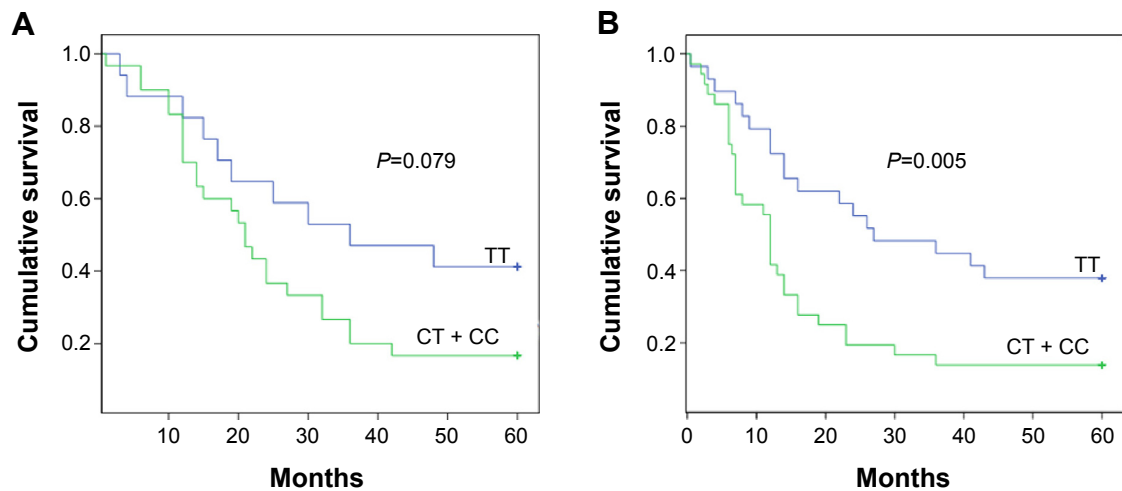 A
Cumulative survival
1.0
0.8
0.6
0.4
0.2
P=0.079
TT
CT + CC
10 20 30 40 50 60
Months
B
Cumulative survival
1.0
0.8
0.6
0.4
0.2
P=0.005
TT
CT + CC
0 10 20 30 40 50 60
Months